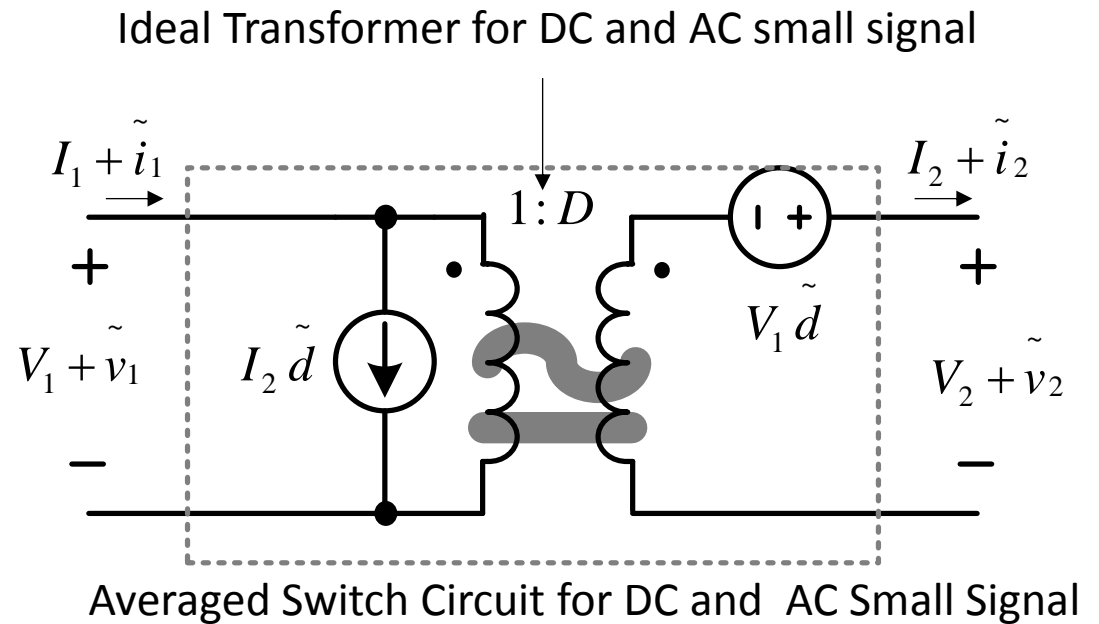 Ideal Transformer for DC and AC small signal
I₁ + ĩ₁
I₂ + ĩ₂
1:D
+
+
V₁ d̃
V₁ + ṽ₁
I₂ d̃
V₂ + ṽ₂
−
−
Averaged Switch Circuit for DC and AC Small Signal